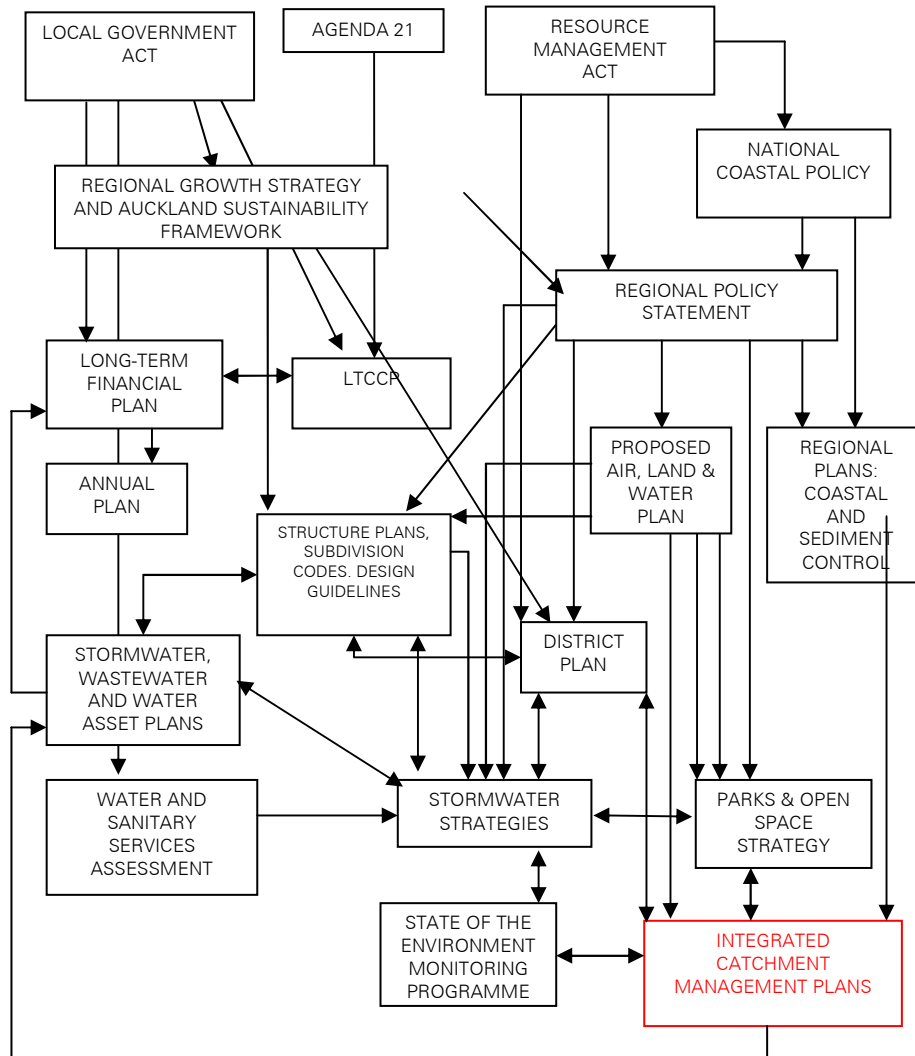 LOCAL GOVERNMENT
ACT
AGENDA 21
RESOURCE
MANAGEMENT
ACT
NATIONAL
COASTAL POLICY
REGIONAL GROWTH STRATEGY
AND AUCKLAND SUSTAINABILITY
FRAMEWORK
REGIONAL POLICY
STATEMENT
LONG-TERM
FINANCIAL
PLAN
LTCCP
ANNUAL
PLAN
PROPOSED
AIR, LAND &
WATER
PLAN
REGIONAL
PLANS:
COASTAL
AND
SEDIMENT
CONTROL
STRUCTURE PLANS,
SUBDIVISION
CODES. DESIGN
GUIDELINES
DISTRICT
PLAN
STORMWATER,
WASTEWATER
AND WATER
ASSET PLANS
WATER AND
SANITARY
SERVICES
ASSESSMENT
STORMWATER
STRATEGIES
PARKS & OPEN
SPACE
STRATEGY
STATE OF THE
ENVIRONMENT
MONITORING
PROGRAMME
INTEGRATED
CATCHMENT
MANAGEMENT PLANS